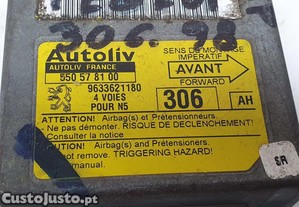 306. 98
Autoliv
AUTOLIV FRANCE
550 57 81 00
9633621180
4 VOIES
POUR N5
SENS DE MONTAGE
IMPERATIF
AVANT
FORWARD
306
AH
ATTENTION! Airbag(s) et Prétensionneurs.
- Ne pas démonter. RISQUE DE DECLENCHEMENT!
Consulter la notice
Airbag(s) and Pretensioners!
not remove. TRIGGERING HAZARD!
manual.
SR
CustoJusto.pt